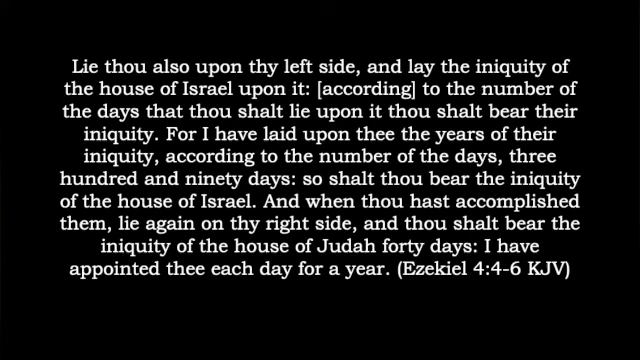 Lie thou also upon thy left side, and lay the iniquity of
the house of Israel upon it: [according] to the number of
the days that thou shalt lie upon it thou shalt bear their
iniquity. For I have laid upon thee the years of their
iniquity, according to the number of the days, three
hundred and ninety days: so shalt thou bear the iniquity
of the house of Israel. And when thou hast accomplished
them, lie again on thy right side, and thou shalt bear the
iniquity of the house of Judah forty days: I have
appointed thee each day for a year. (Ezekiel 4:4-6 KJV)